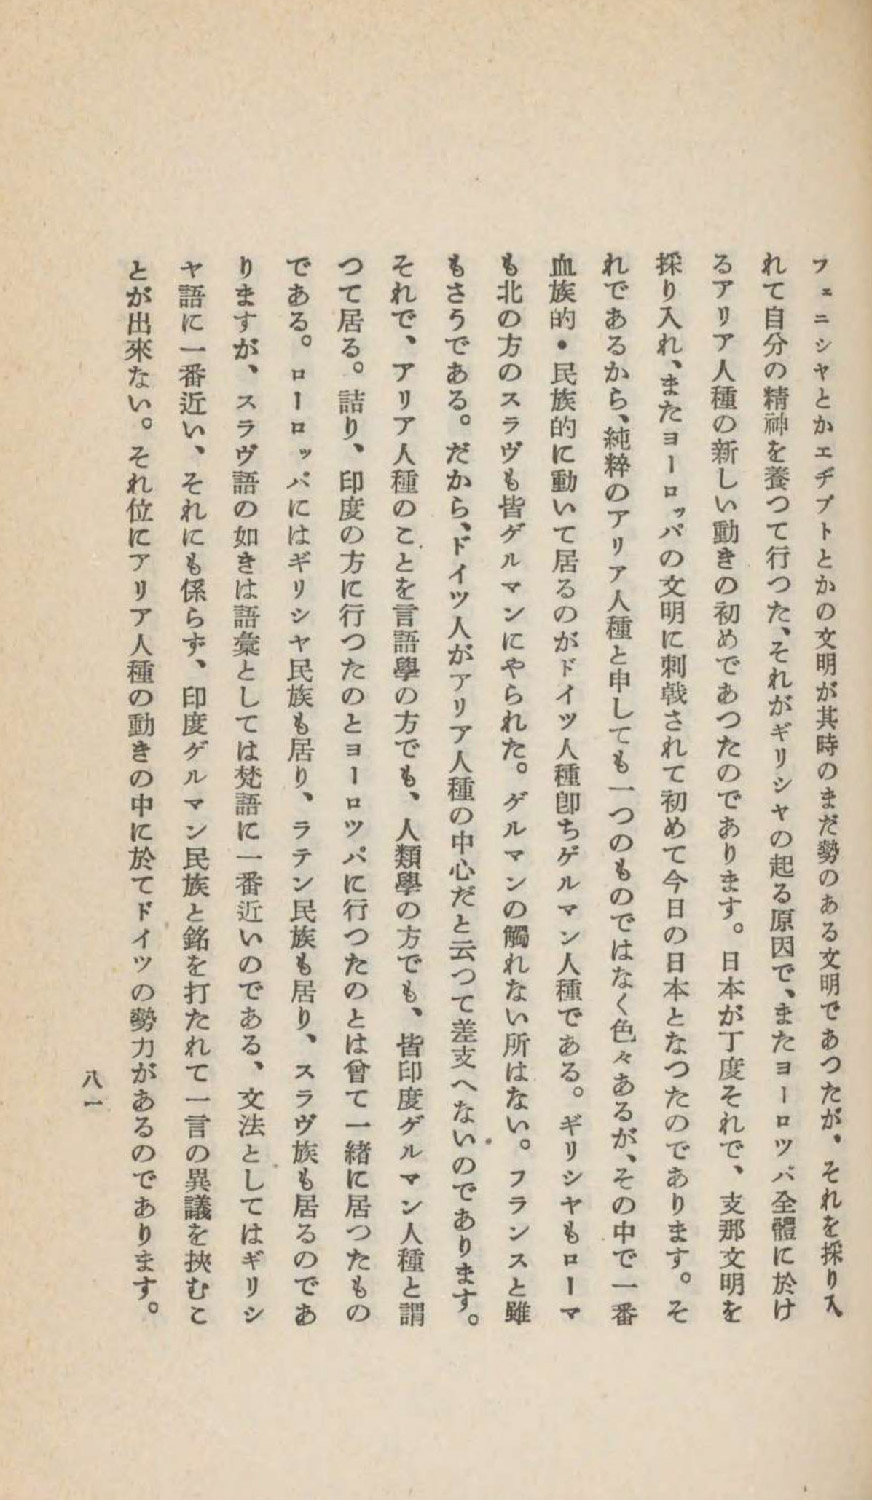 フェニシヤとかエヂプトとかの文明が其時のまだ勢のある文明であつたが、それを採り入
れて自分の精神を養つて行つた、それがギリシヤの起る原因で、またヨーロツパ全體に於け
るアリア人種の新しい動きの初めであつたのであります。日本が丁度それで、支那文明を
採り入れ、またヨーロッパの文明に刺戟されて初めて今日の日本となつたのであります。そ
れであるから、純粹のアリア人種と申しても一つのものではなく色々あるが、その中で一番
血族的・民族的に動いて居るのがドイツ人種卽ちゲルマン人種である。ギリシヤもローマ
も北の方のスラヴも皆ゲルマンにやられた。ゲルマンの觸れない所はない。フランスと雖
もさうである。だから、ドイツ人がアリア人種の中心だと云つて差支へないのであります。
それで、アリア人種のことを言語學の方でも、人類學の方でも、皆印度ゲルマン人種と謂
つて居る。詰り、印度の方に行つたのとヨーロツパに行つたのとは曾て一緖に居つたもの
である。ローロッパにはギリシヤ民族も居り、ラテン民族も居り、スラヴ族も居るのであ
りますが、スラヴ語の如きは語彙としては梵語に一番近いのである、文法としてはギリシ
ヤ語に一番近い、それにも係らず、印度ゲルマン民族と銘を打たれて一言の異議を挾むこ
とが出來ない。それ位にアリア人種の動きの中に於てドイツの勢力があるのであります。
八一